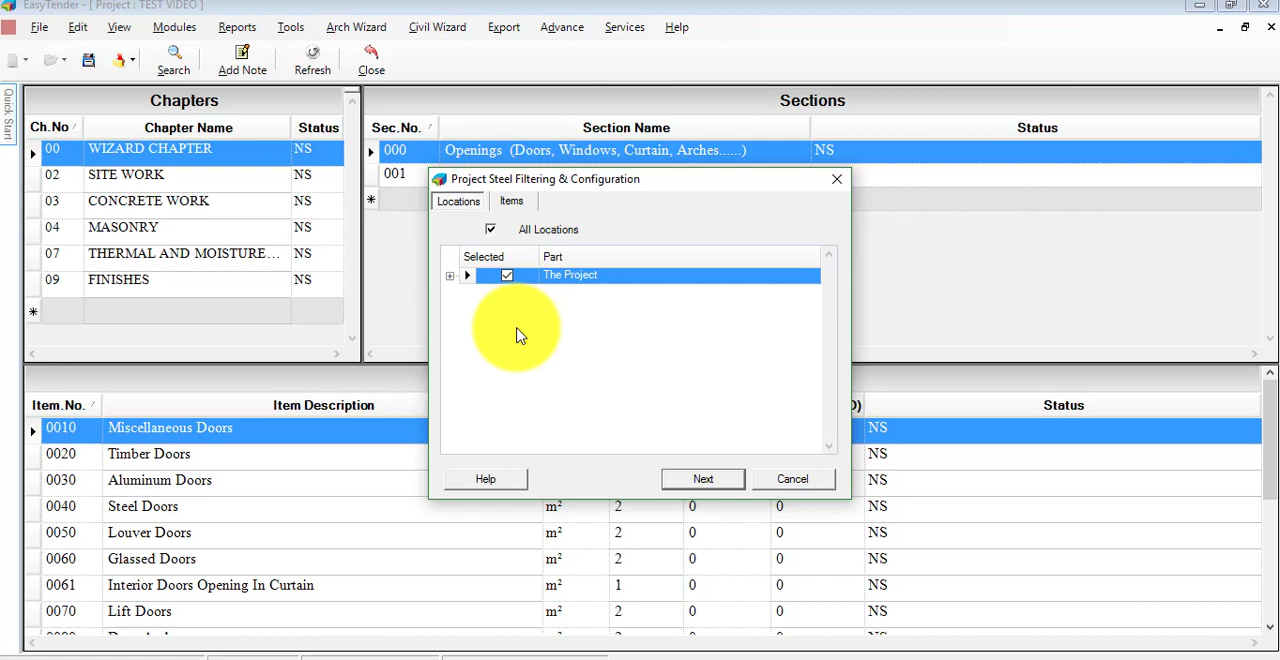 EasyTender - [ Project : TEST VIDEO ]
File Edit View Modules Reports Tools Arch Wizard Civil Wizard Export Advance Services Help
Search Add Note Refresh Close
Quick Start
Chapters
Ch.No Chapter Name Status
00 WIZARD CHAPTER NS
02 SITE WORK NS
03 CONCRETE WORK NS
04 MASONRY NS
07 THERMAL AND MOISTURE... NS
09 FINISHES NS
Sections
Sec.No. Section Name Status
000 Openings (Doors, Windows, Curtain, Arches......) NS
001
Project Steel Filtering & Configuration
Locations Items
All Locations
Selected Part
The Project
Help Next Cancel
Item.No. Item Description Status
0010 Miscellaneous Doors NS
0020 Timber Doors NS
0030 Aluminum Doors NS
0040 Steel Doors m² 2 0 0 NS
0050 Louver Doors m² 2 0 0 NS
0060 Glassed Doors m² 2 0 0 NS
0061 Interior Doors Opening In Curtain m² 1 0 0 NS
0070 Lift Doors m² 2 0 0 NS